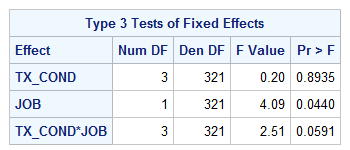 Type 3 Tests of Fixed Effects
Effect Num DF Den DF F Value Pr > F
TX_COND 3 321 0.20 0.8935
JOB 1 321 4.09 0.0440
TX_COND*JOB 3 321 2.51 0.0591